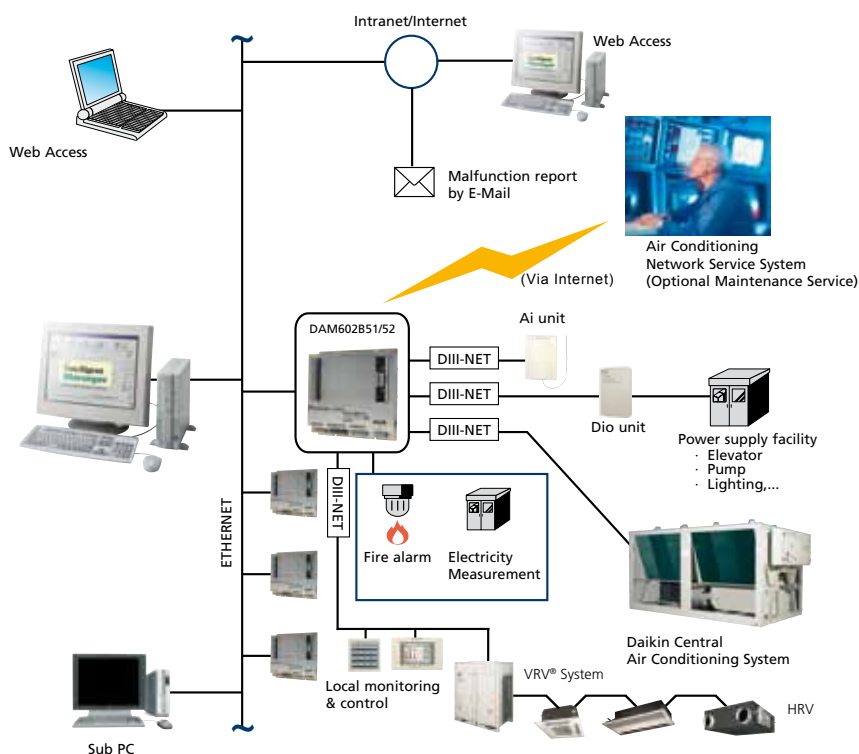 Intranet/Internet
Web Access
Web Access
Malfunction report
by E-Mail
Air Conditioning
Network Service System
(Optional Maintenance Service)
(Via Internet)
DAM602B51/52
Ai unit
DIII-NET
DIII-NET
DIII-NET
Dio unit
Power supply facility
· Elevator
· Pump
· Lighting,...
Intelligent
Manager
ETHERNET
DIII-NET
Fire alarm
Electricity
Measurement
Daikin Central
Air Conditioning System
Local monitoring
& control
VRV® System
HRV
Sub PC